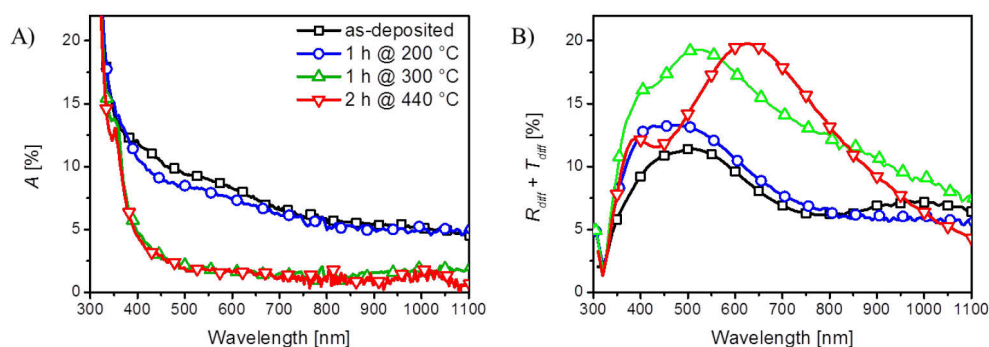 A)
20
15
10
5
0
A [%]
300 400 500 600 700 800 900 1000 1100
Wavelength [nm]
as-deposited
1 h @ 200 °C
1 h @ 300 °C
2 h @ 440 °C
B)
20
15
10
5
0
R diff + T diff [%]
300 400 500 600 700 800 900 1000 1100
Wavelength [nm]